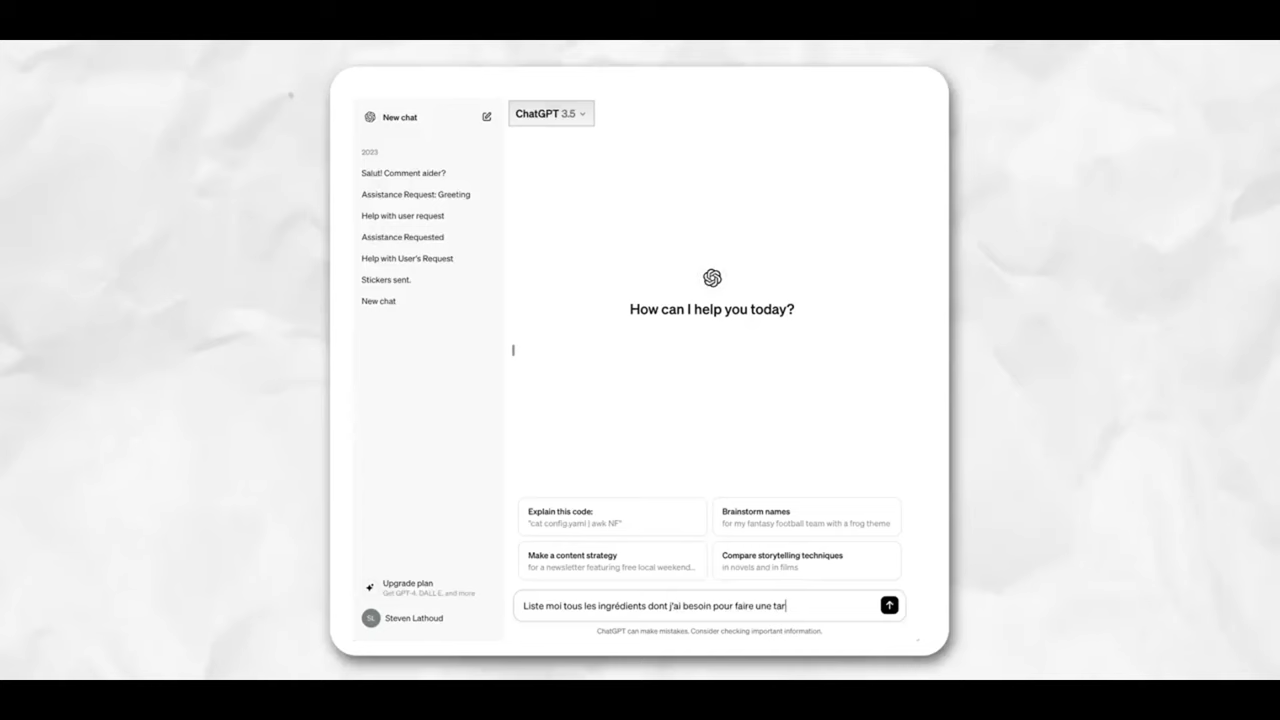 New chat
2023
Salut! Comment aider?
Assistance Request: Greeting
Help with user request
Assistance Requested
Help with User's Request
Stickers sent.
New chat
Upgrade plan
Get GPT-4, DALL·E, and more
SL
Steven Lathoud
ChatGPT 3.5
How can I help you today?
Explain this code:
"cat config.yaml | awk NF"
Brainstorm names
for my fantasy football team with a frog theme
Make a content strategy
for a newsletter featuring free local weekend...
Compare storytelling techniques
in novels and in films
Liste moi tous les ingrédients dont j'ai besoin pour faire une tar
ChatGPT can make mistakes. Consider checking important information.